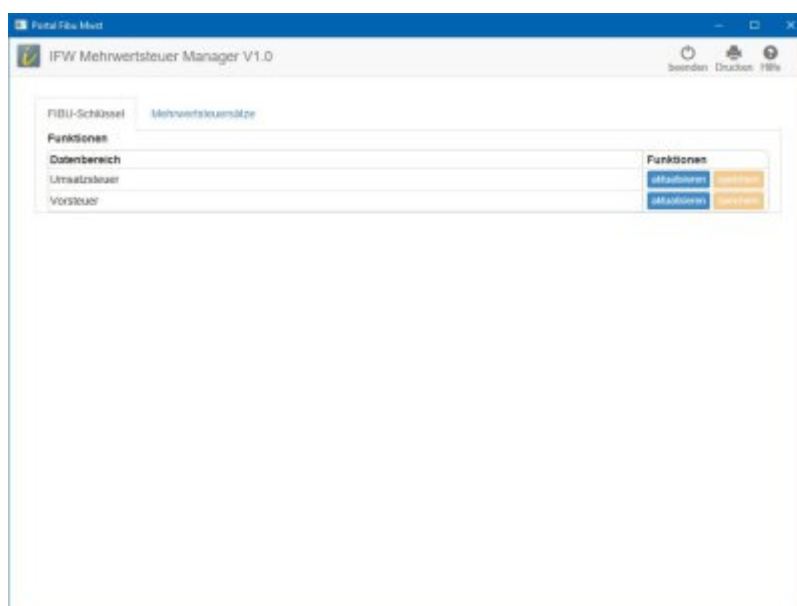 Portal Fibu Mwst
IFW Mehrwertsteuer Manager V1.0
beenden Drucken Hilfe
FIBU-Schlüssel Mehrwertsteuersätze
Funktionen
Datenbereich Funktionen
Umsatzsteuer aktualisieren speichern
Vorsteuer aktualisieren speichern